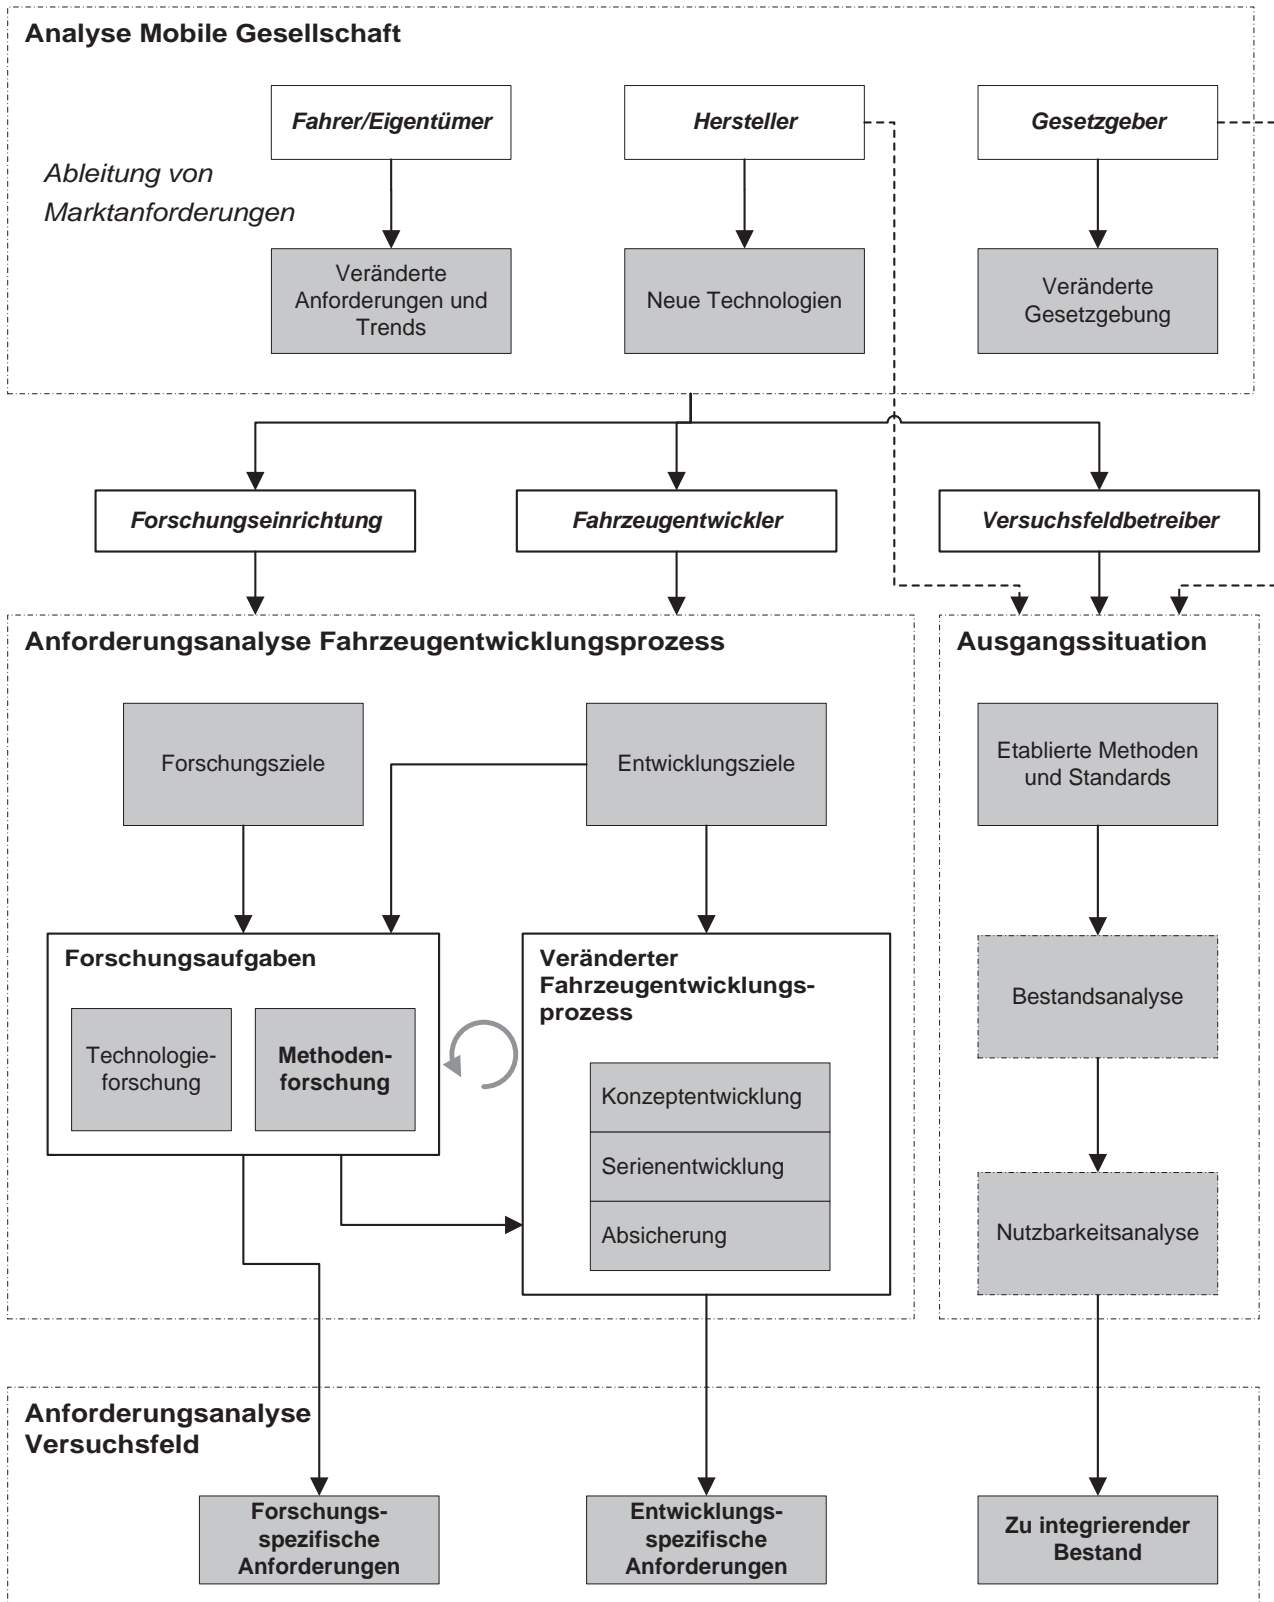 Analyse Mobile Gesellschaft
Fahrer/Eigentümer
Hersteller
Gesetzgeber
Ableitung von
Marktanforderungen
Veränderte
Anforderungen und
Trends
Neue Technologien
Veränderte
Gesetzgebung
Forschungseinrichtung
Fahrzeugentwickler
Versuchsfeldbetreiber
Anforderungsanalyse Fahrzeugentwicklungsprozess
Ausgangssituation
Forschungsziele
Entwicklungsziele
Etablierte Methoden
und Standards
Forschungsaufgaben
Technologie-
forschung
Methoden-
forschung
Veränderter
Fahrzeugentwicklungs-
prozess
Konzeptentwicklung
Serienentwicklung
Absicherung
Bestandsanalyse
Nutzbarkeitsanalyse
Anforderungsanalyse
Versuchsfeld
Forschungs-
spezifische
Anforderungen
Entwicklungs-
spezifische
Anforderungen
Zu integrierender
Bestand